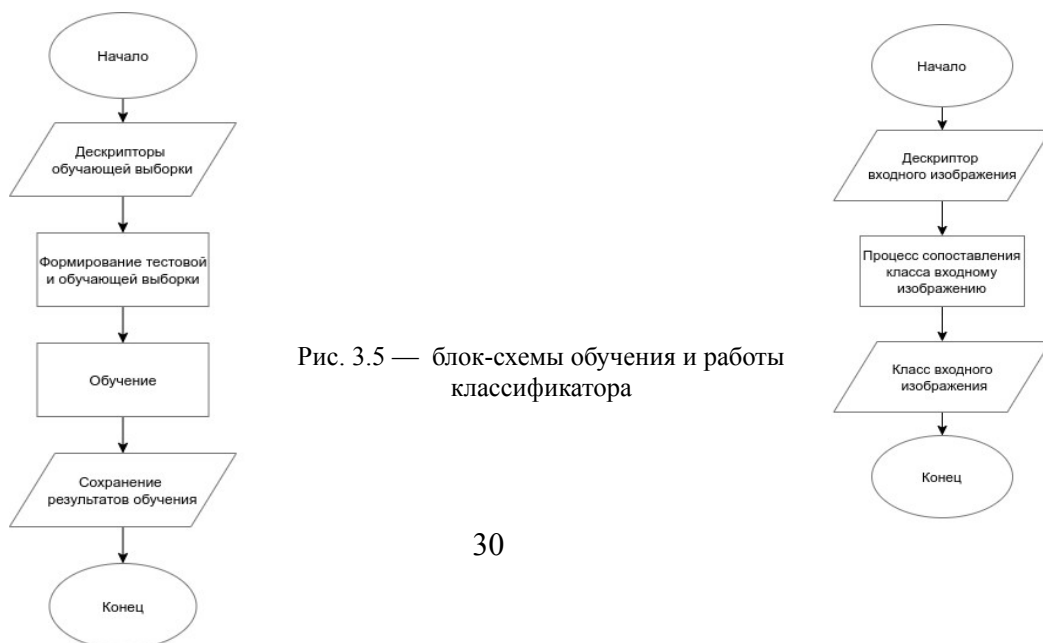 Начало
Дескрипторы
обучающей выборки
Формирование тестовой
и обучающей выборки
Обучение
Сохранение
результатов обучения
Конец
Рис. 3.5 — блок-схемы обучения и работы
классификатора
30
Начало
Дескриптор
входного изображения
Процесс сопоставления
класса входному
изображению
Класс входного
изображения
Конец